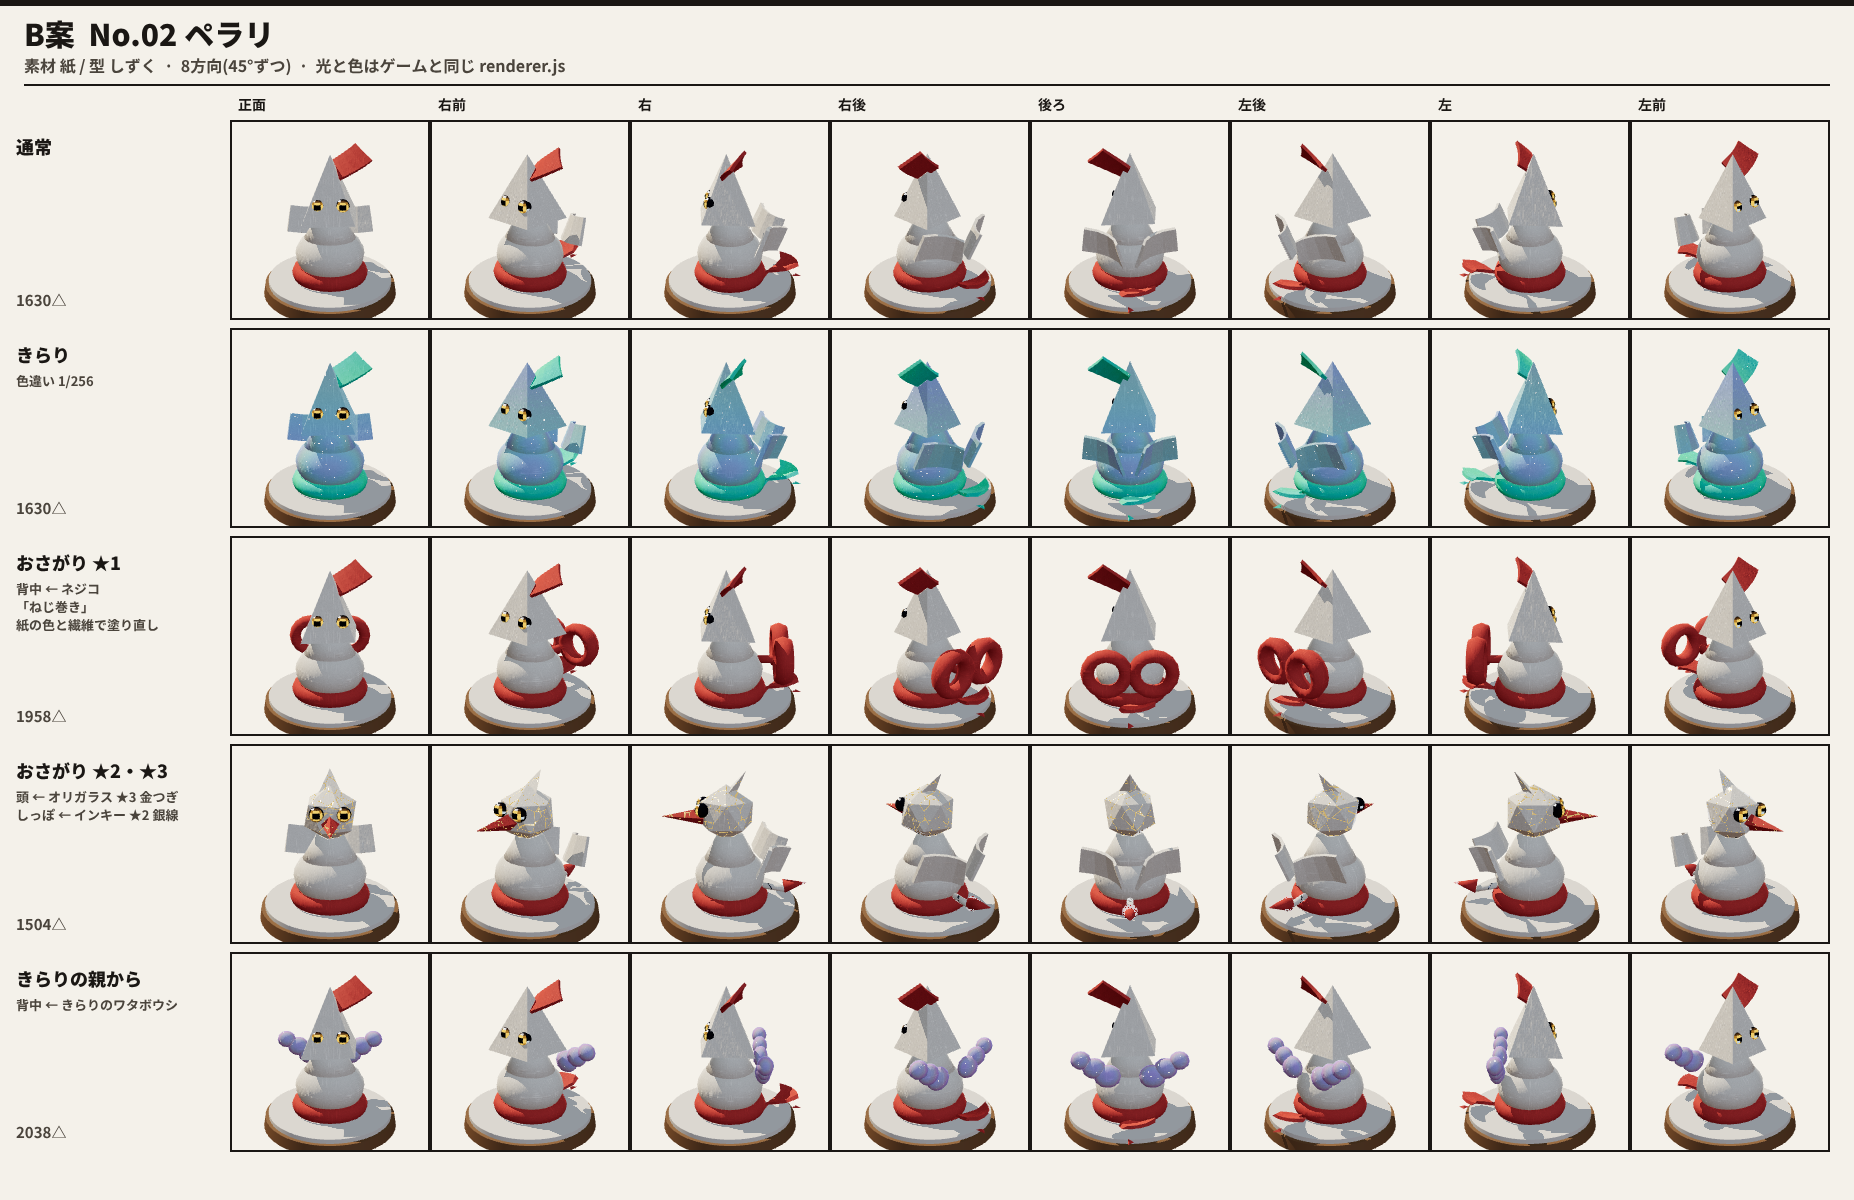 B案 No.02 ペラリ
素材 紙 / 型 しずく ・ 8方向(45°ずつ) ・ 光と色はゲームと同じ renderer.js
正面 右前 右 右後 後ろ 左後 左 左前
通常
1630△
きらり
色違い 1/256
1630△
おさがり ★1
背中 ← ネジコ
「ねじ巻き」
紙の色と繊維で塗り直し
1958△
おさがり ★2・★3
頭 ← オリガラス ★3 金つぎ
しっぽ ← インキー ★2 銀線
1504△
きらりの親から
背中 ← きらりのワタボウシ
2038△